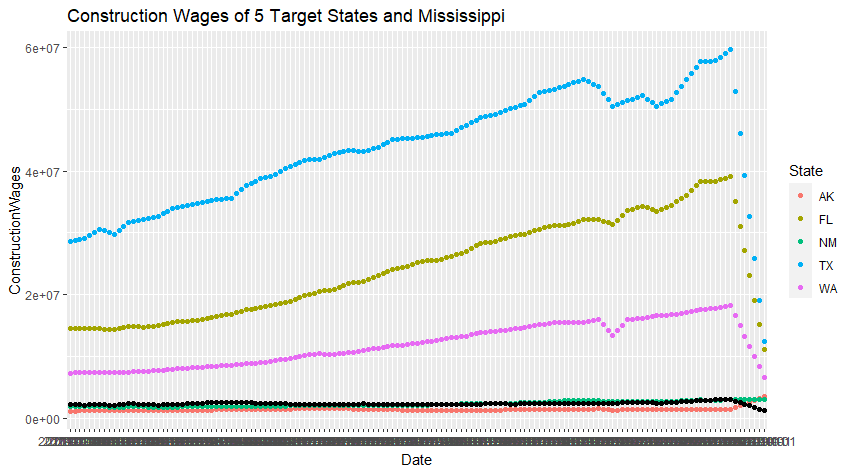 Construction Wages of 5 Target States and Mississippi
6e+07
4e+07
2e+07
0e+00
ConstructionWages
Date
State
AK
FL
NM
TX
WA